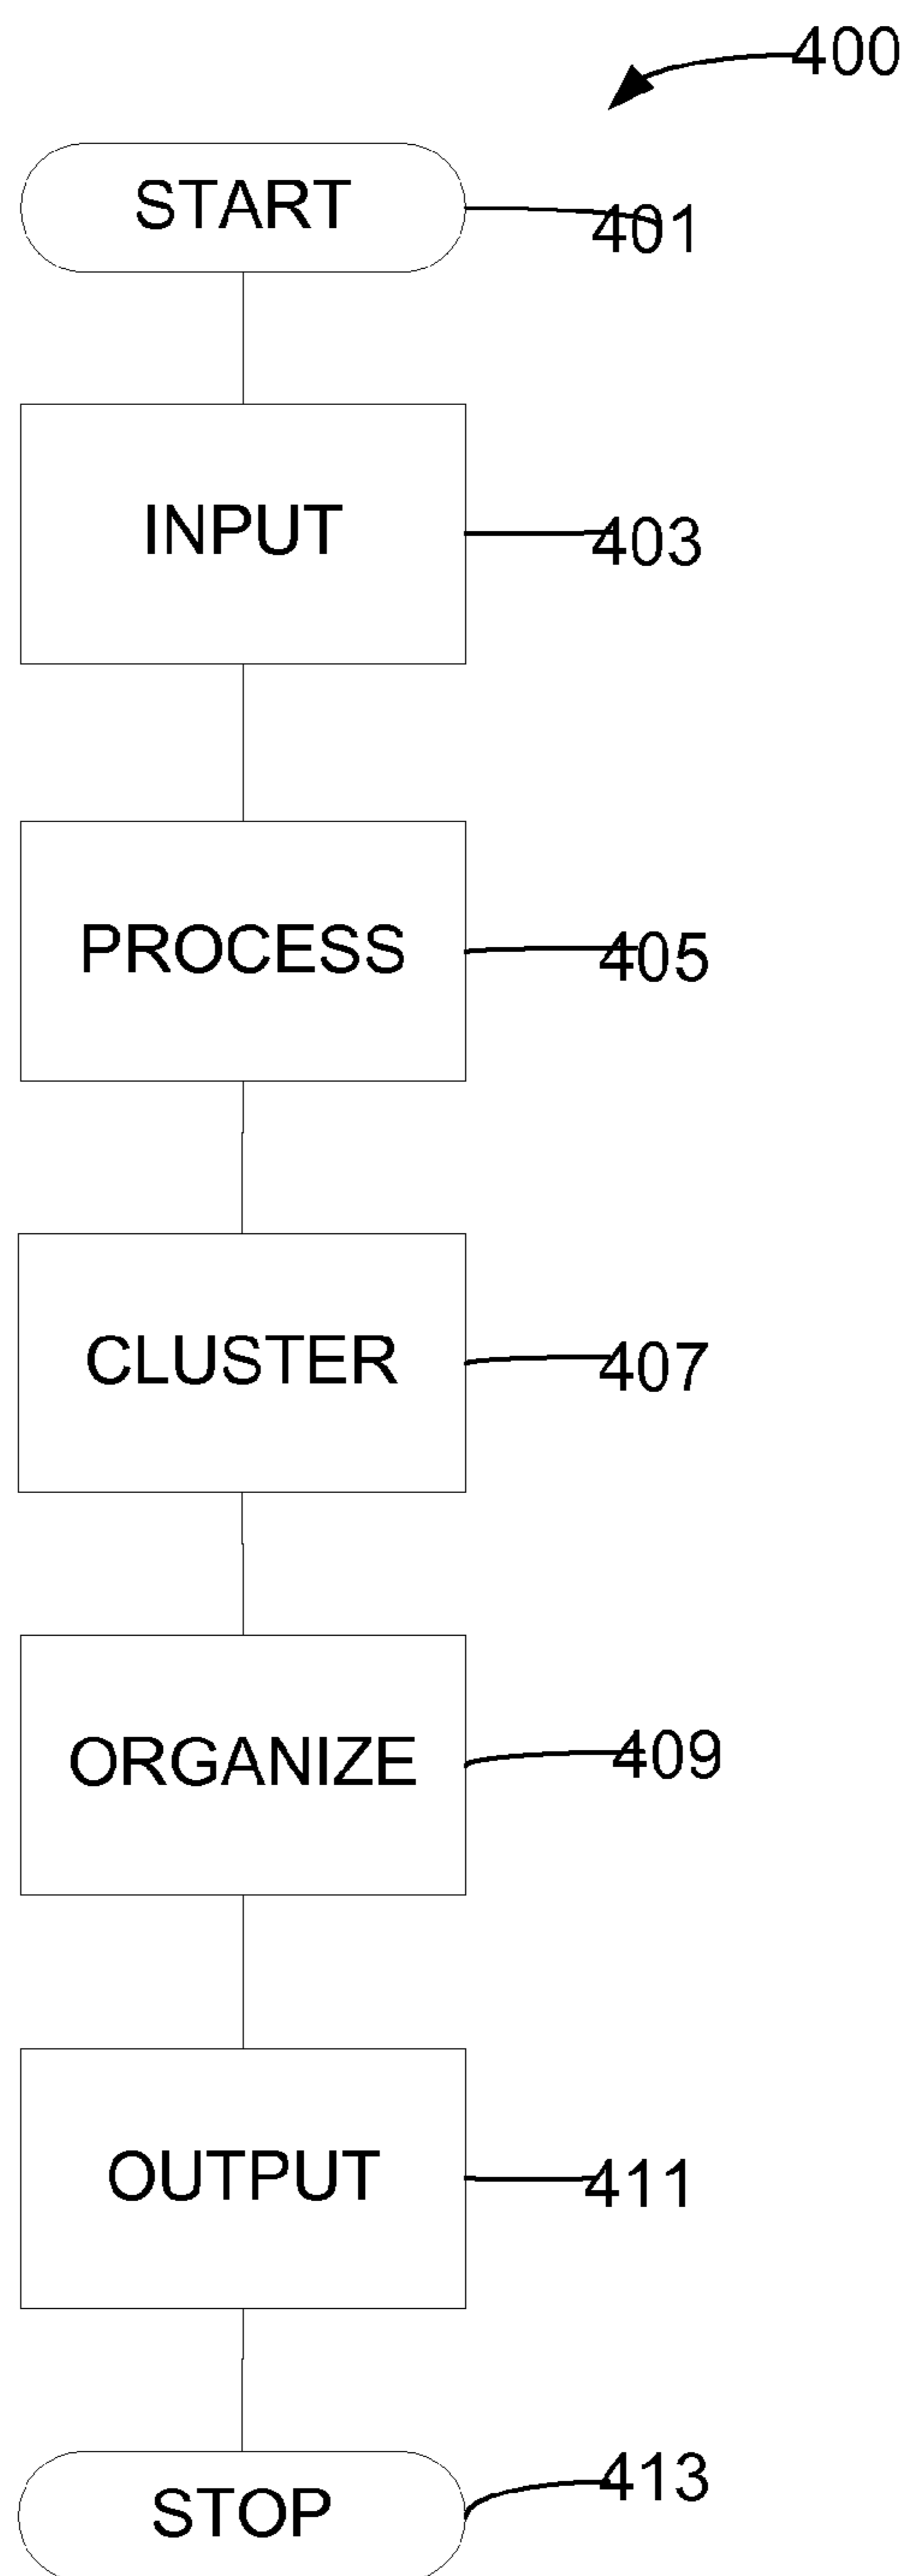 400
START
401
INPUT
403
PROCESS
405
CLUSTER
407
ORGANIZE
409
OUTPUT
411
STOP
413